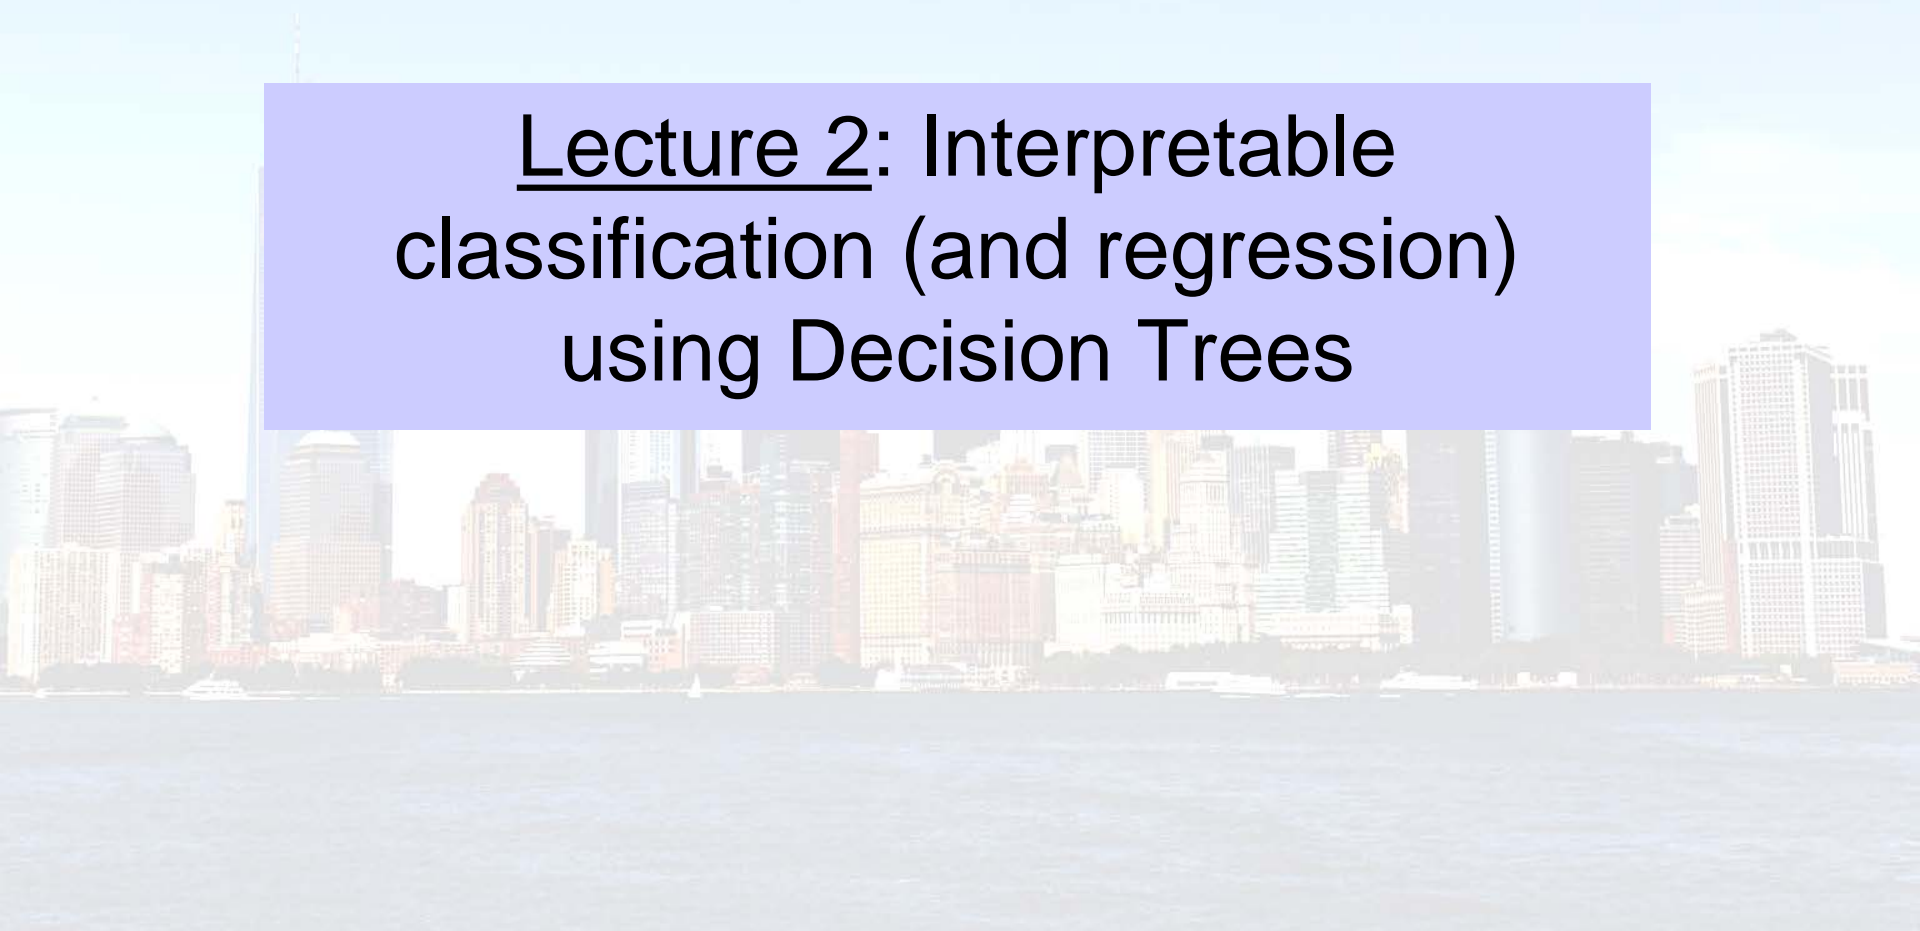 Lecture 2: Interpretable
classification (and regression)
using Decision Trees